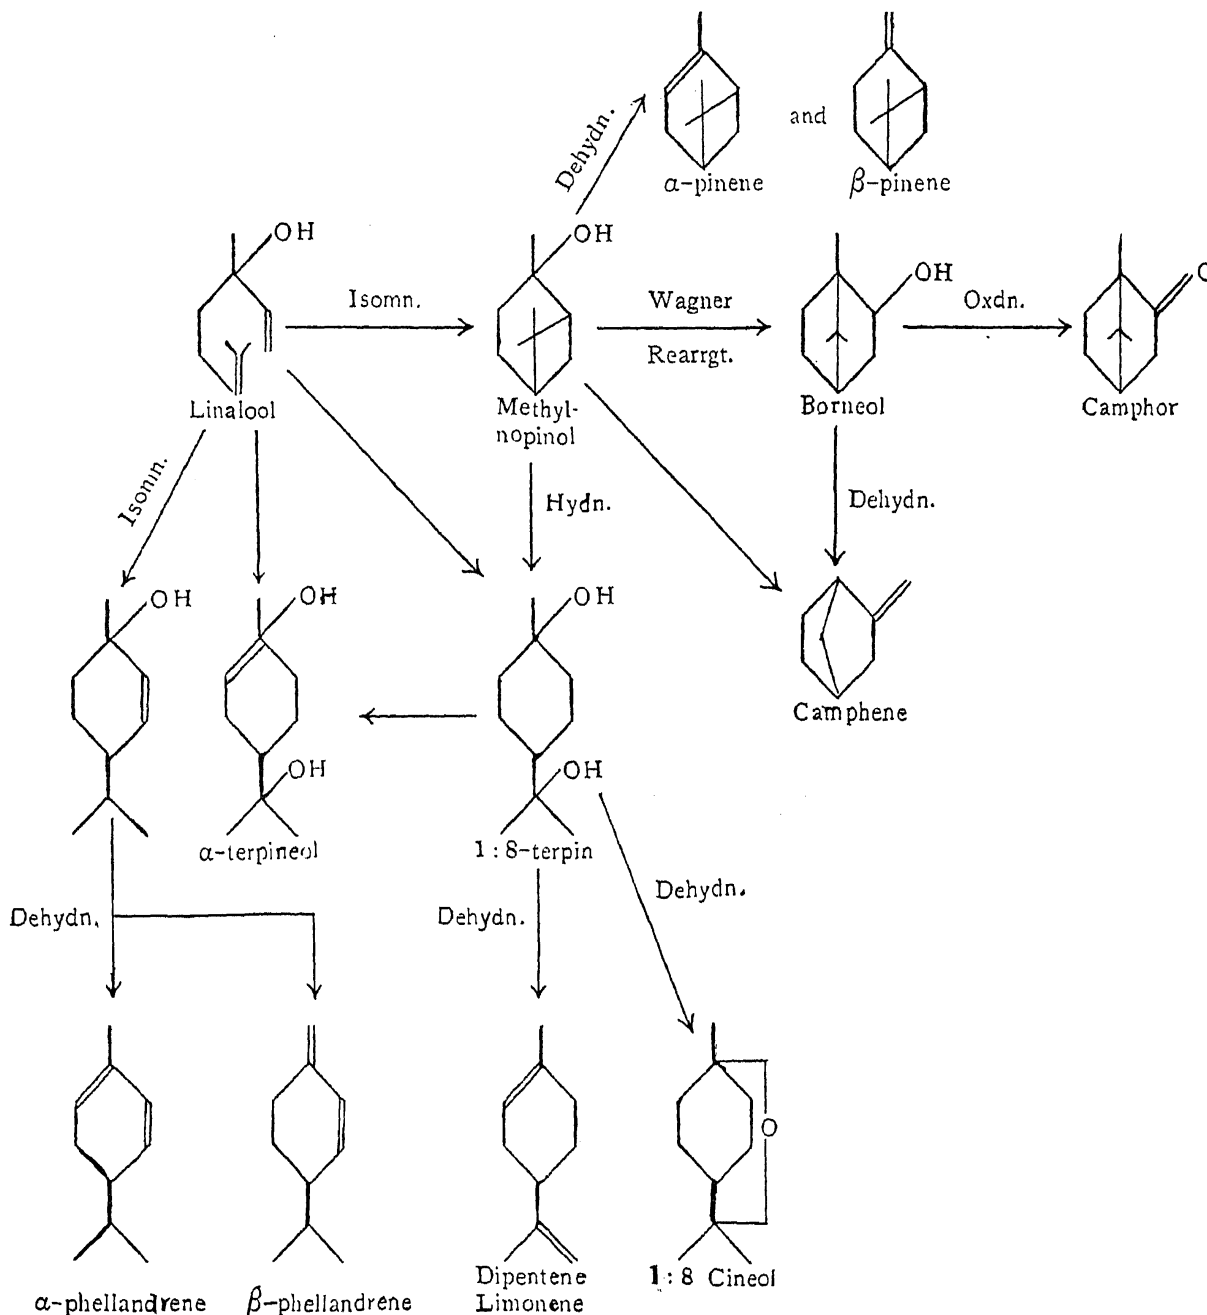 Dehydn.
and
α-pinene
β-pinene
OH
OH
Isomn.
Wagner
Rearrgt.
OH
Oxdn.
O
Linalool
Methyl-
nopinol
Borneol
Camphor
Isomn.
Hydn.
Dehydn.
OH
OH
OH
Camphene
OH
OH
α-terpineol
1:8-terpin
Dehydn.
Dehydn.
Dehydn.
O
α-phellandrene
β-phellandrene
Dipentene
Limonene
1:8 Cineol